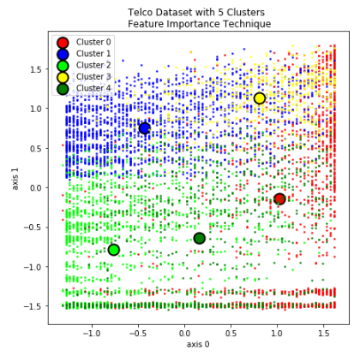 Telco Dataset with 5 Clusters
Feature Importance Technique
Cluster 0
Cluster 1
Cluster 2
Cluster 3
Cluster 4
axis 1
1.5
1.0
0.5
0.0
−0.5
−1.0
−1.5
−1.0
−0.5
0.0
0.5
1.0
1.5
axis 0